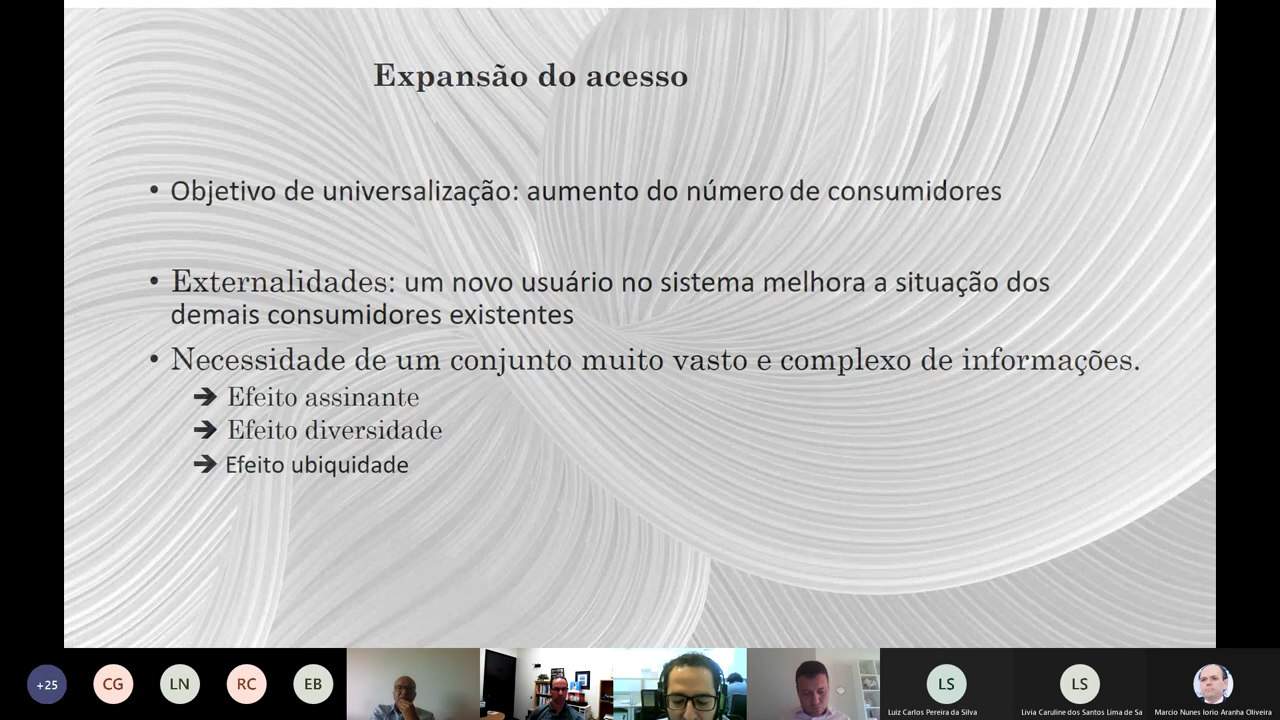 Expansão do acesso
• Objetivo de universalização: aumento do número de consumidores
• Externalidades: um novo usuário no sistema melhora a situação dos
demais consumidores existentes
• Necessidade de um conjunto muito vasto e complexo de informações.
➔ Efeito assinante
➔ Efeito diversidade
➔ Efeito ubiquidade
+25 CG LN RC EB LS LS
Luiz Carlos Pereira da Silva Livia Caruline dos Santos Lima de Sa Marcio Nunes Iorio Aranha Oliveira